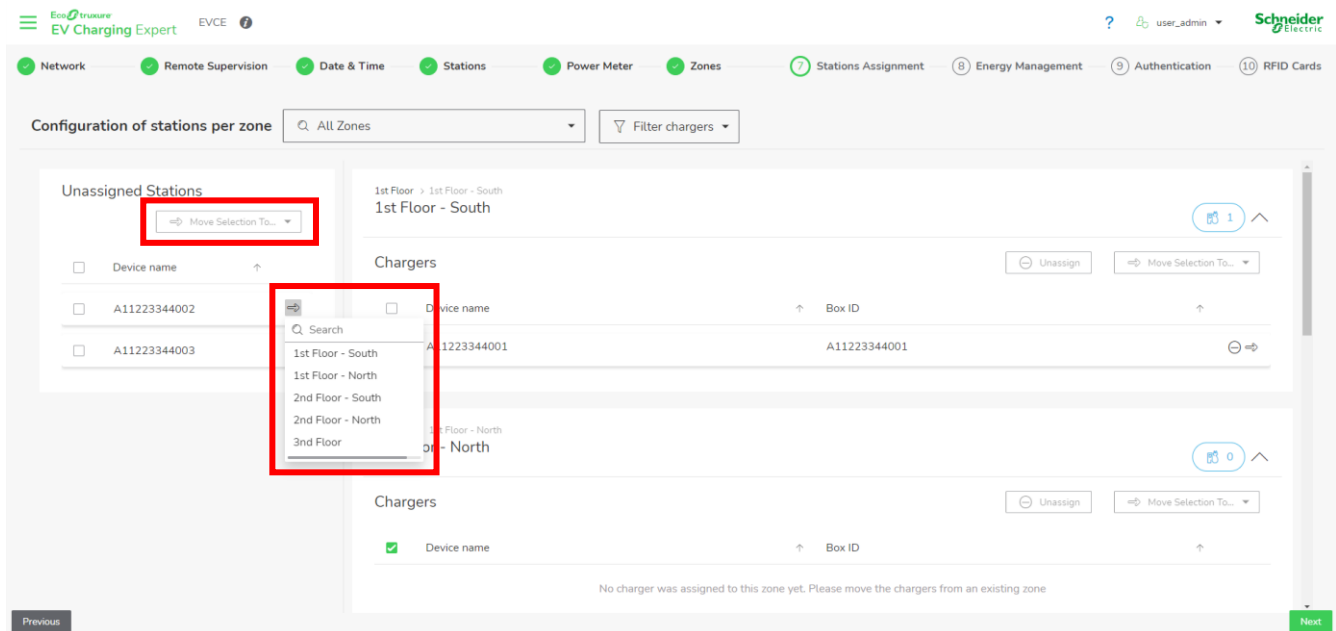 EcoStruxure
EV Charging Expert
EVCE
?
user_admin
Schneider
Electric
Network
Remote Supervision
Date & Time
Stations
Power Meter
Zones
7 Stations Assignment
8 Energy Management
9 Authentication
10 RFID Cards
Configuration of stations per zone
All Zones
Filter chargers
Unassigned Stations
Move Selection To...
Device name
A11223344002
A11223344003
Search
1st Floor - South
1st Floor - North
2nd Floor - South
2nd Floor - North
3nd Floor
1st Floor > 1st Floor - South
1st Floor - South
1
Chargers
Unassign
Move Selection To...
Device name
Box ID
A11223344001
A11223344001
1st Floor - North
or - North
0
Chargers
Unassign
Move Selection To...
Device name
Box ID
No charger was assigned to this zone yet. Please move the chargers from an existing zone
Previous
Next